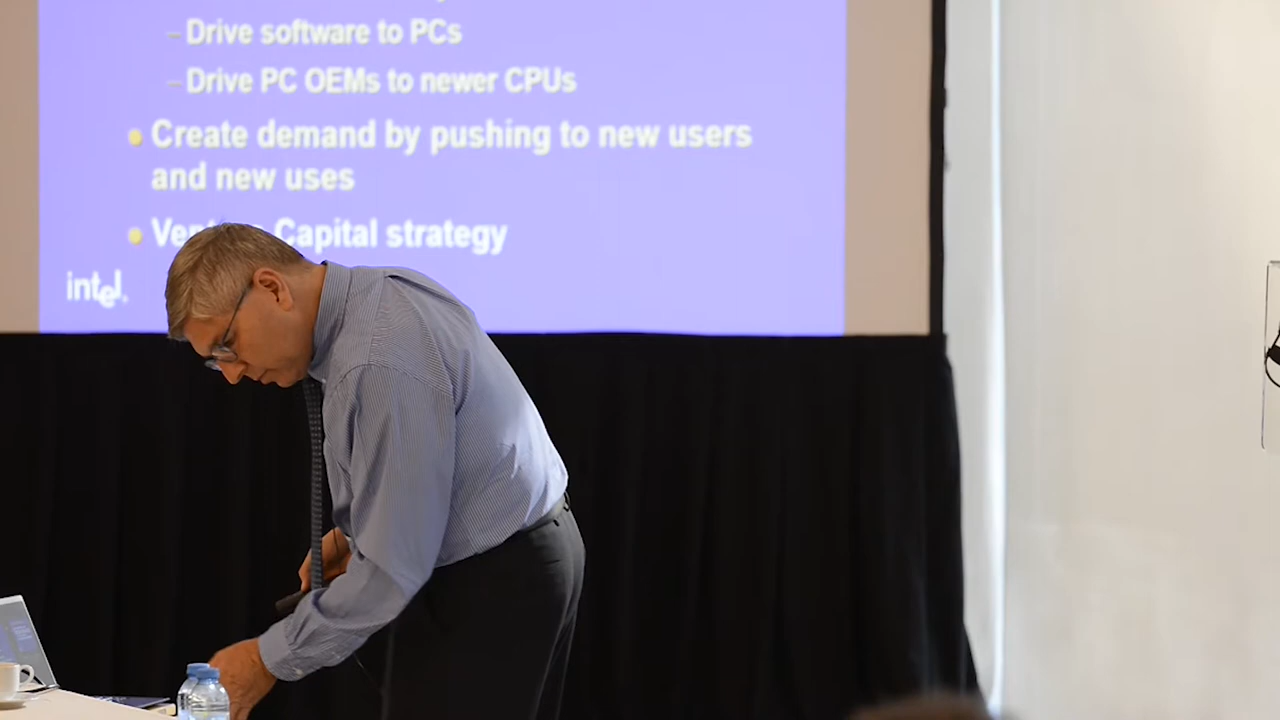 – Drive software to PCs
– Drive PC OEMs to newer CPUs
• Create demand by pushing to new users
and new uses
• Capital strategy
intel.